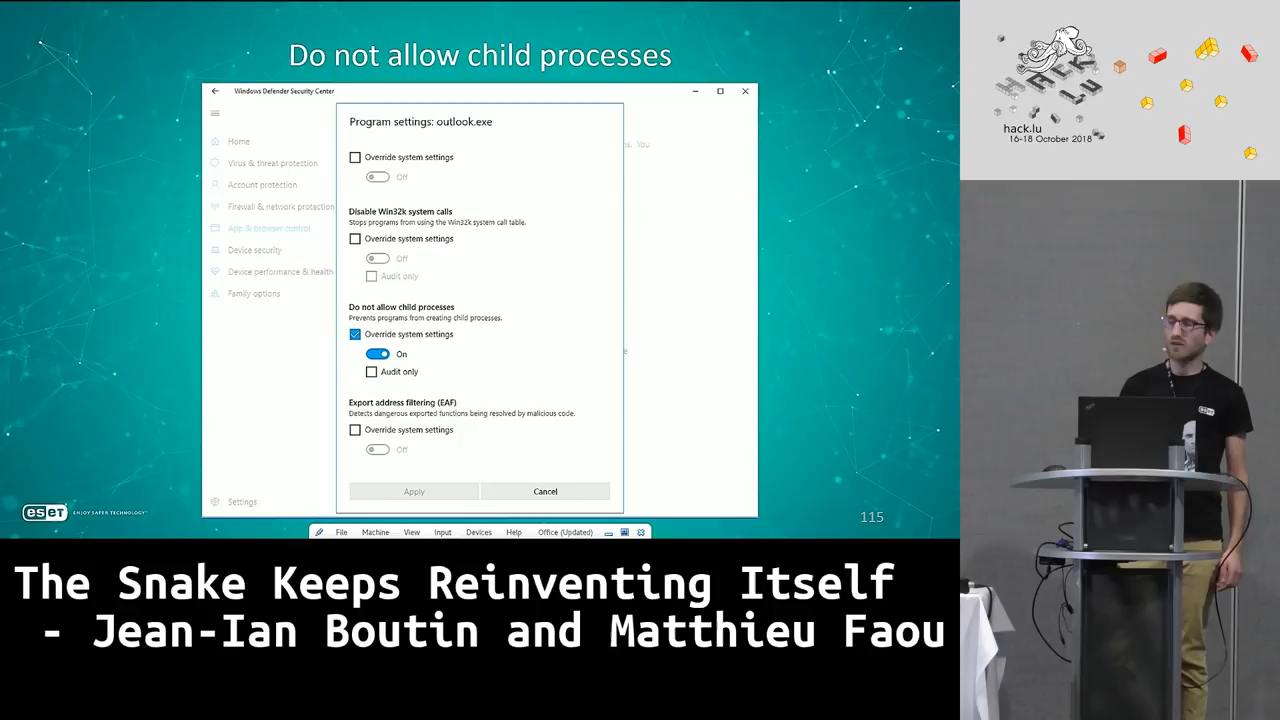 Do not allow child processes
Windows Defender Security Center
Program settings: outlook.exe
Home
Virus & threat protection
Account protection
Firewall & network protection
App & browser control
Device security
Device performance & health
Family options
Settings
ns. You
Override system settings
Off
Disable Win32k system calls
Stops programs from using the Win32k system call table.
Override system settings
Off
Audit only
Do not allow child processes
Prevents programs from creating child processes.
Override system settings
On
Audit only
Export address filtering (EAF)
Detects dangerous exported functions being resolved by malicious code.
Override system settings
Off
Apply
Cancel
eset ENJOY SAFER TECHNOLOGY™
115
File Machine View Input Devices Help Office (Updated)
HACK LU
hack.lu
16-18 October 2018
eset
The Snake Keeps Reinventing Itself
- Jean-Ian Boutin and Matthieu Faou